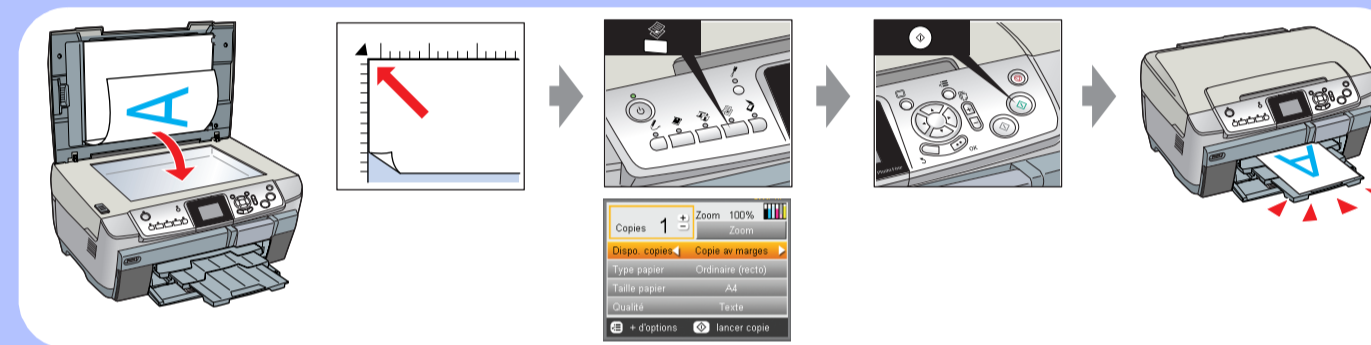 A
Copies 1 + - Zoom 100%
Zoom
Dispo. copies Copie av marges
Type papier Ordinaire (recto)
Taille papier A4
Qualité Texte
+ d'options lancer copie
OK
A